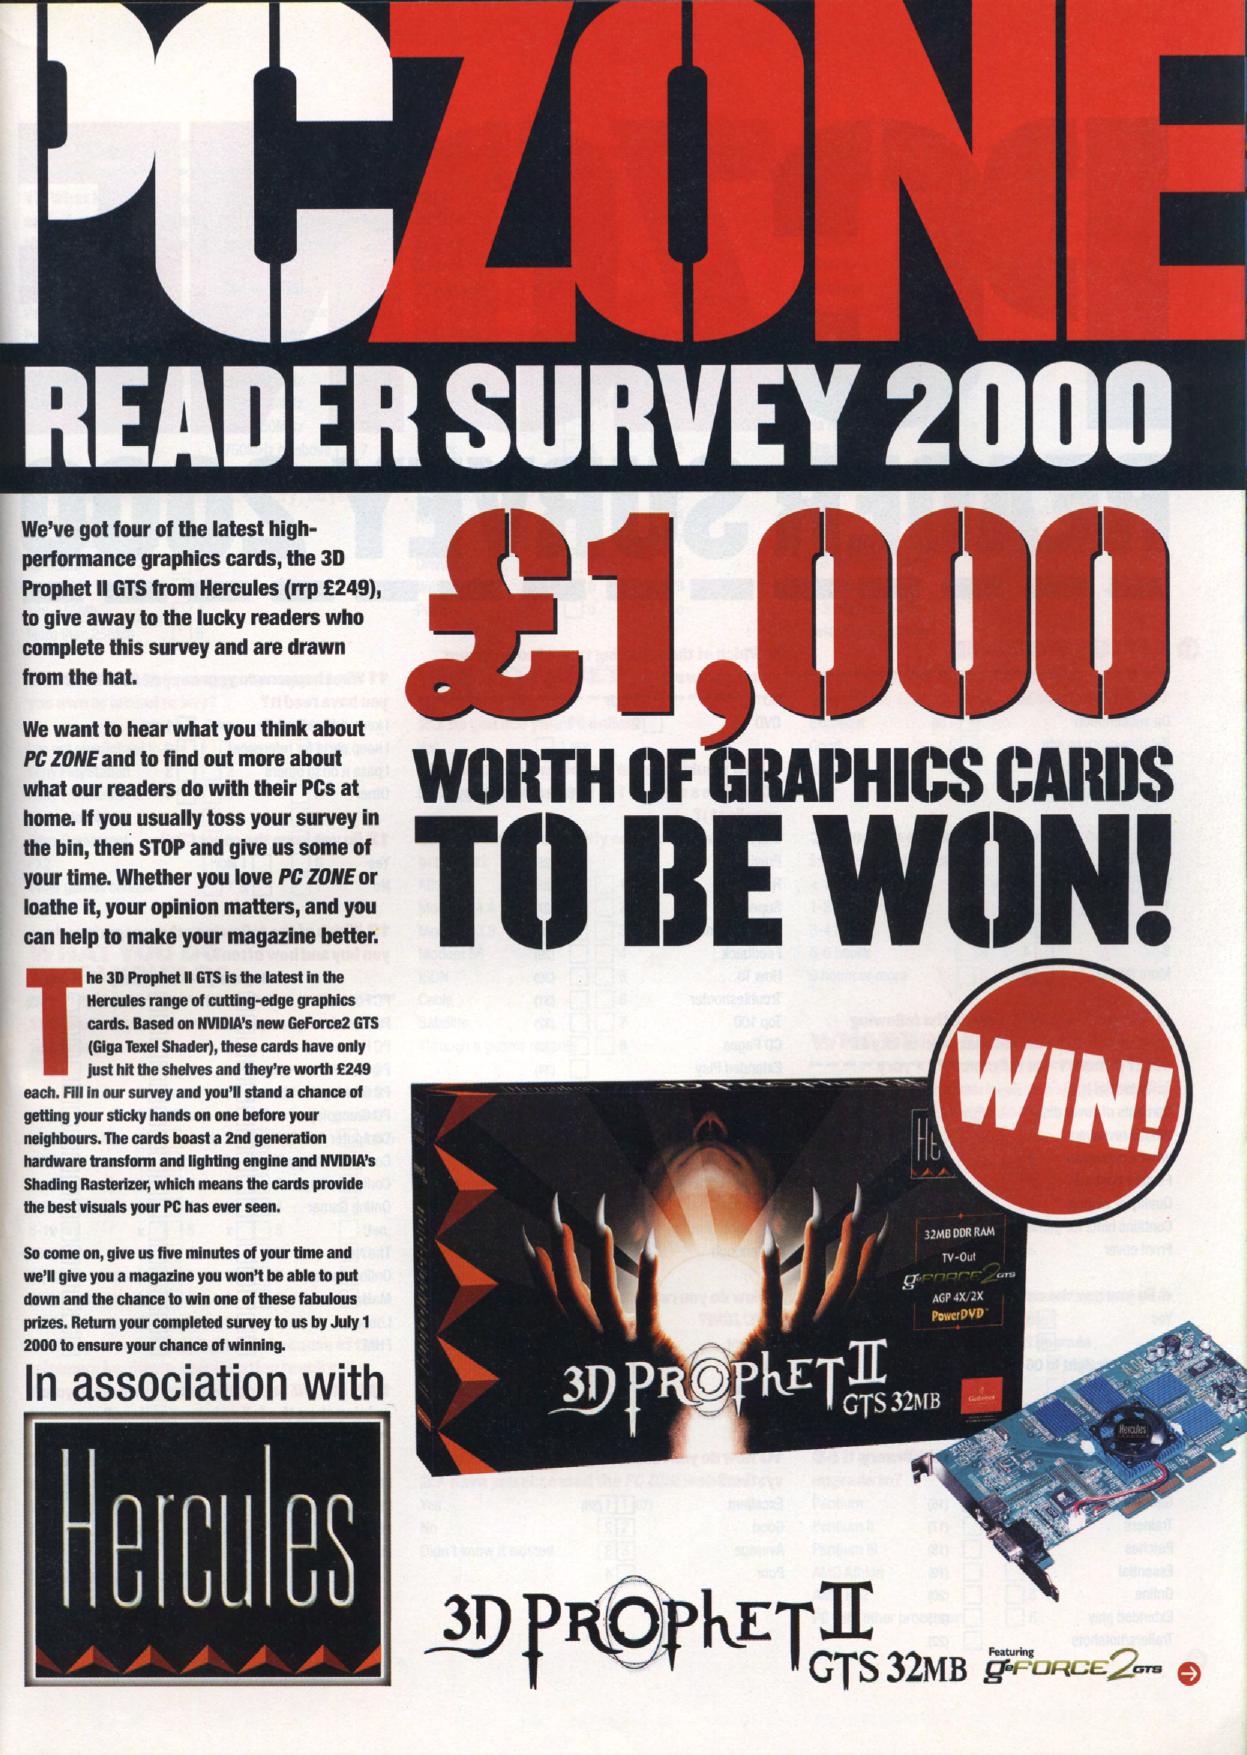 PCZONE
READER SURVEY 2000
We've got four of the latest high-
performance graphics cards, the 3D
Prophet II GTS from Hercules (rrp £249),
to give away to the lucky readers who
complete this survey and are drawn
from the hat.
We want to hear what you think about
PC ZONE and to find out more about
what our readers do with their PCs at
home. If you usually toss your survey in
the bin, then STOP and give us some of
your time. Whether you love PC ZONE or
loathe it, your opinion matters, and you
can help to make your magazine better.
The 3D Prophet II GTS is the latest in the
Hercules range of cutting-edge graphics
cards. Based on NVIDIA's new GeForce2 GTS
(Giga Texel Shader), these cards have only
just hit the shelves and they're worth £249
each. Fill in our survey and you'll stand a chance of
getting your sticky hands on one before your
neighbours. The cards boast a 2nd generation
hardware transform and lighting engine and NVIDIA's
Shading Rasterizer, which means the cards provide
the best visuals your PC has ever seen.
So come on, give us five minutes of your time and
we'll give you a magazine you won't be able to put
down and the chance to win one of these fabulous
prizes. Return your completed survey to us by July 1
2000 to ensure your chance of winning.
In association with
Hercules
£1,000
WORTH OF GRAPHICS CARDS
TO BE WON!
WIN!
3D PROPHET II
32MB DDR RAM
TV-Out
GeFORCE2 GTS
AGP 4X/2X
PowerDVD
3D PROPhET II
GTS 32MB
Hercules
3D PROPhET II
GTS 32MB
Featuring
GeFORCE2 GTS